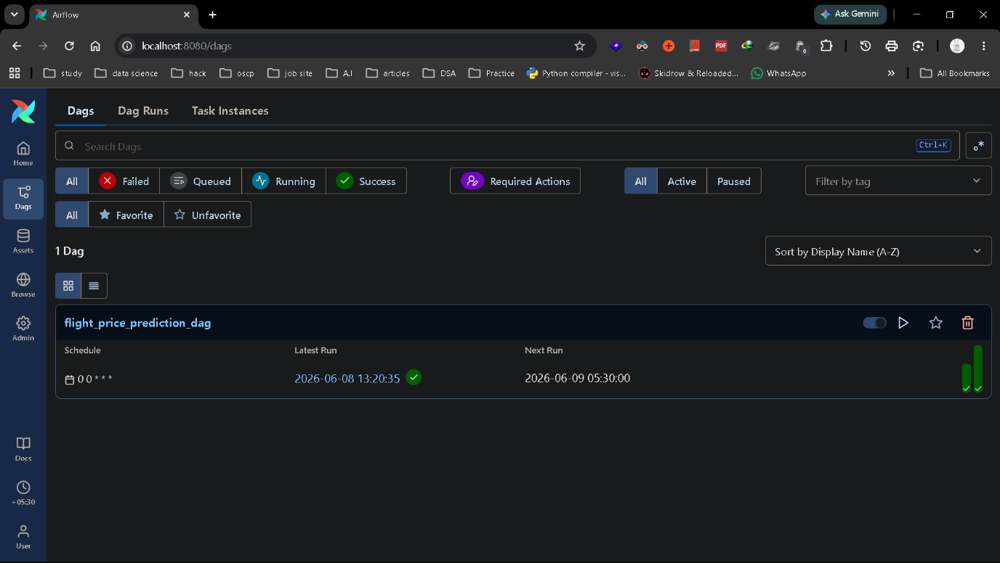 Airflow
Ask Gemini
localhost:8080/dags
PDF
0
study
data science
hack
oscp
job site
A.I
articles
DSA
Practice
Python compiler - vis...
Skidrow & Reloaded...
WhatsApp
All Bookmarks
Dags
Dag Runs
Task Instances
Search Dags
Ctrl+K
.*
All
Failed
Queued
Running
Success
Required Actions
All
Active
Paused
Filter by tag
All
Favorite
Unfavorite
1 Dag
Sort by Display Name (A-Z)
flight_price_prediction_dag
Schedule
Latest Run
Next Run
0 0 * * *
2026-06-08 13:20:35
2026-06-09 05:30:00
Home
Dags
Assets
Browse
Admin
Docs
+05:30
User